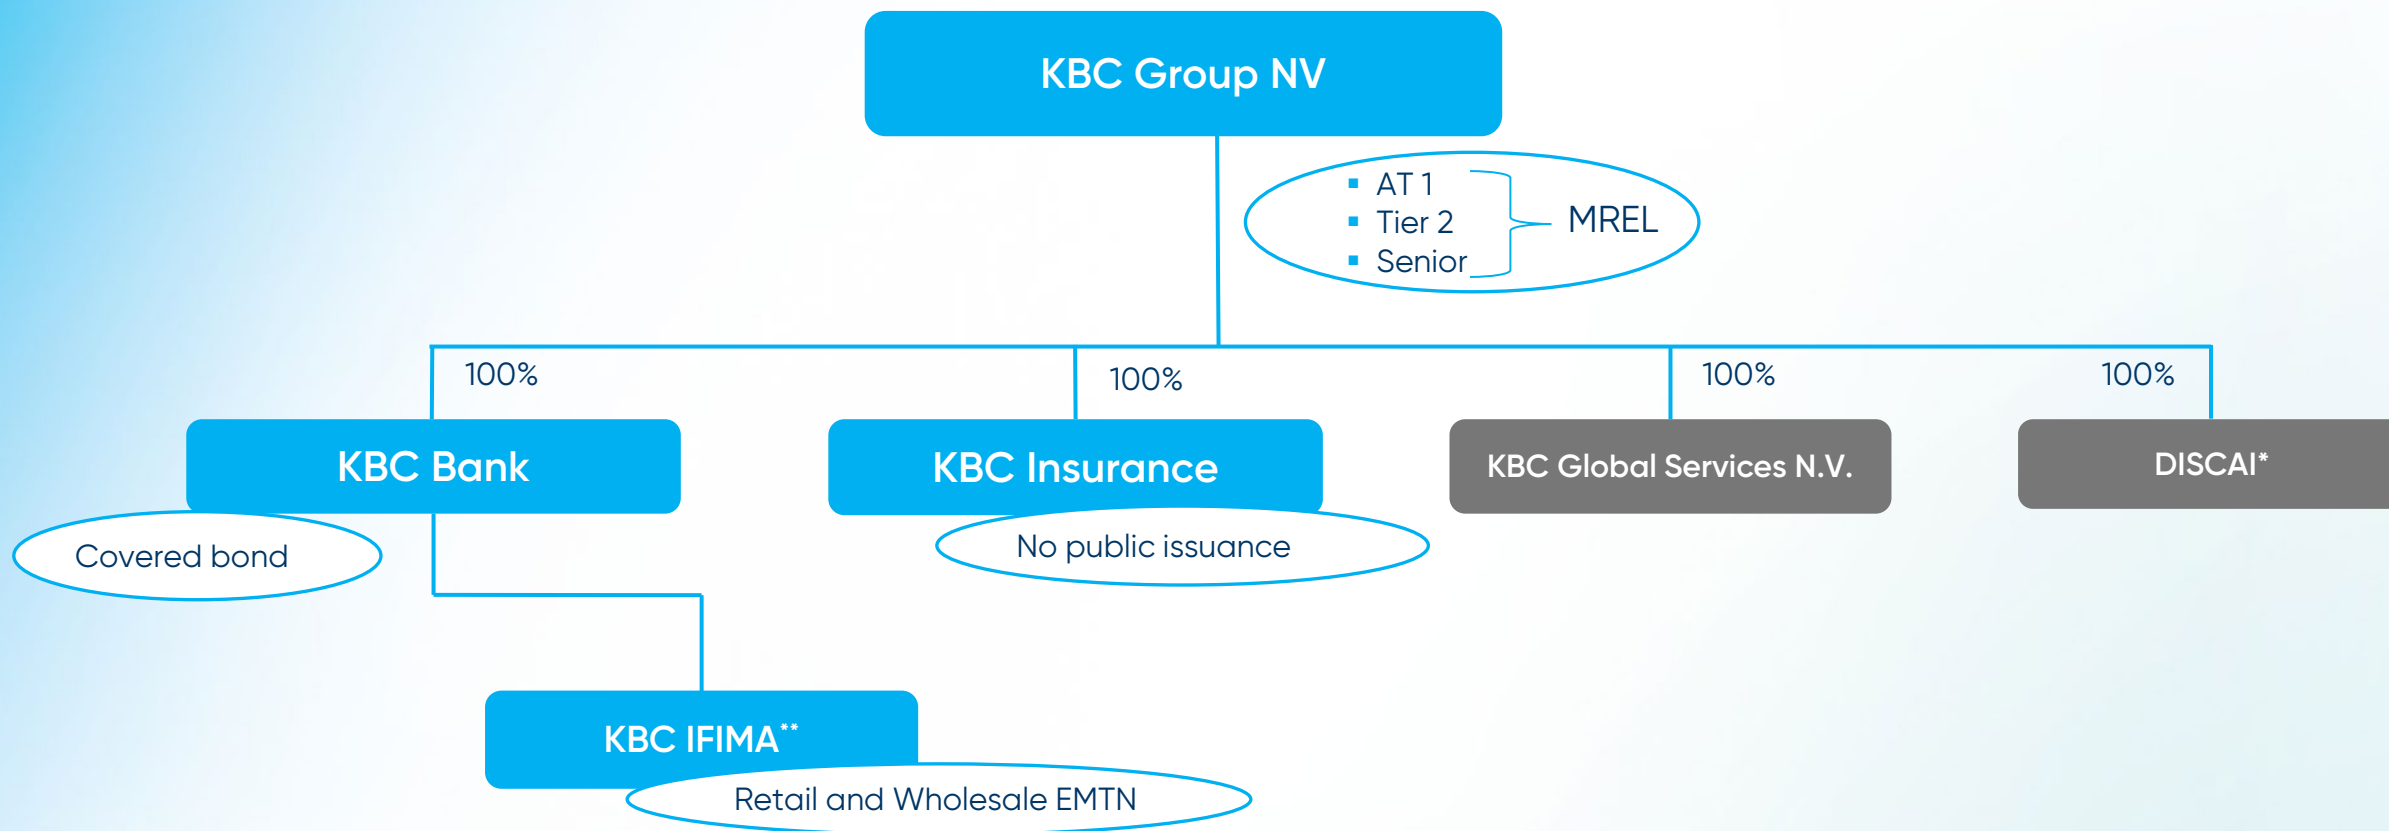 KBC Group NV
▪ AT 1
▪ Tier 2
▪ Senior
MREL
100%
100%
100%
100%
KBC Bank
KBC Insurance
KBC Global Services N.V.
DISCAI*
Covered bond
No public issuance
KBC IFIMA**
Retail and Wholesale EMTN